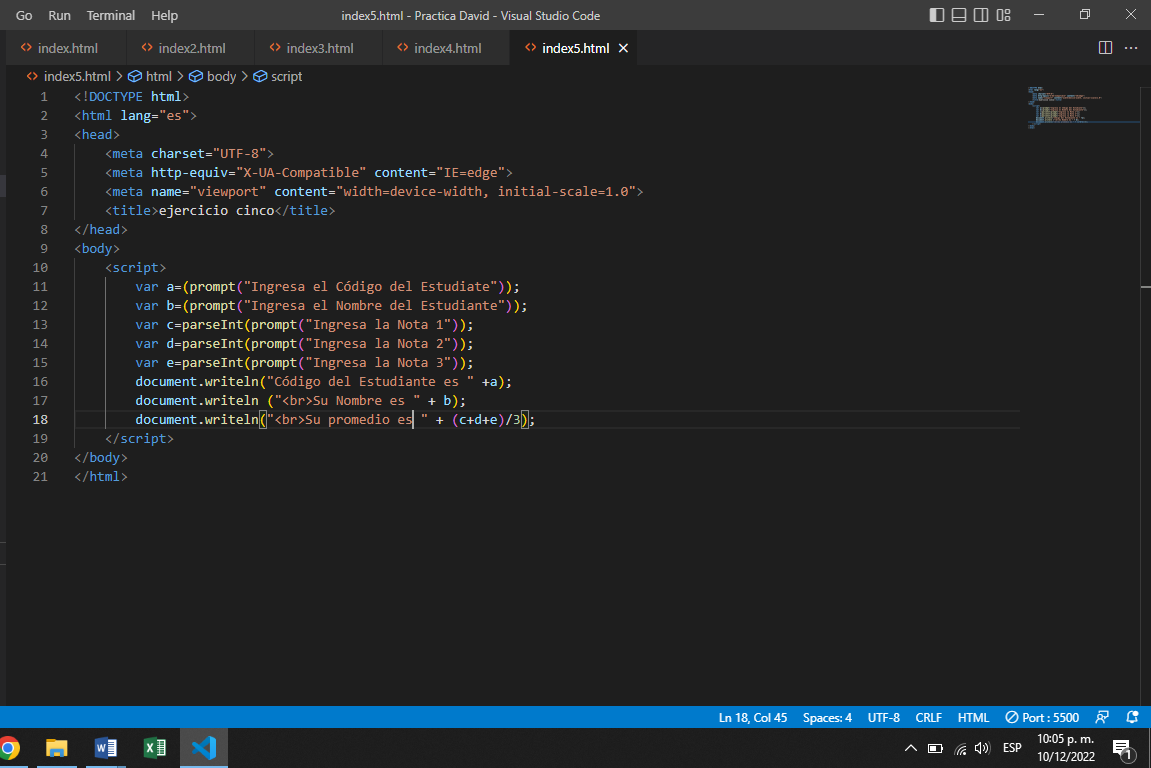 Go Run Terminal Help index5.html - Practica David - Visual Studio Code
index.html index2.html index3.html index4.html index5.html
index5.html > html > body > script
1 <!DOCTYPE html>
2 <html lang="es">
3 <head>
4 <meta charset="UTF-8">
5 <meta http-equiv="X-UA-Compatible" content="IE=edge">
6 <meta name="viewport" content="width=device-width, initial-scale=1.0">
7 <title>ejercicio cinco</title>
8 </head>
9 <body>
10 <script>
11 var a=(prompt("Ingresa el Código del Estudiate"));
12 var b=(prompt("Ingresa el Nombre del Estudiante"));
13 var c=parseInt(prompt("Ingresa la Nota 1"));
14 var d=parseInt(prompt("Ingresa la Nota 2"));
15 var e=parseInt(prompt("Ingresa la Nota 3"));
16 document.writeln("Código del Estudiante es " +a);
17 document.writeln ("<br>Su Nombre es " + b);
18 document.writeln("<br>Su promedio es " + (c+d+e)/3);
19 </script>
20 </body>
21 </html>
Ln 18, Col 45 Spaces: 4 UTF-8 CRLF HTML Port : 5500
ESP 10:05 p. m.
10/12/2022 1